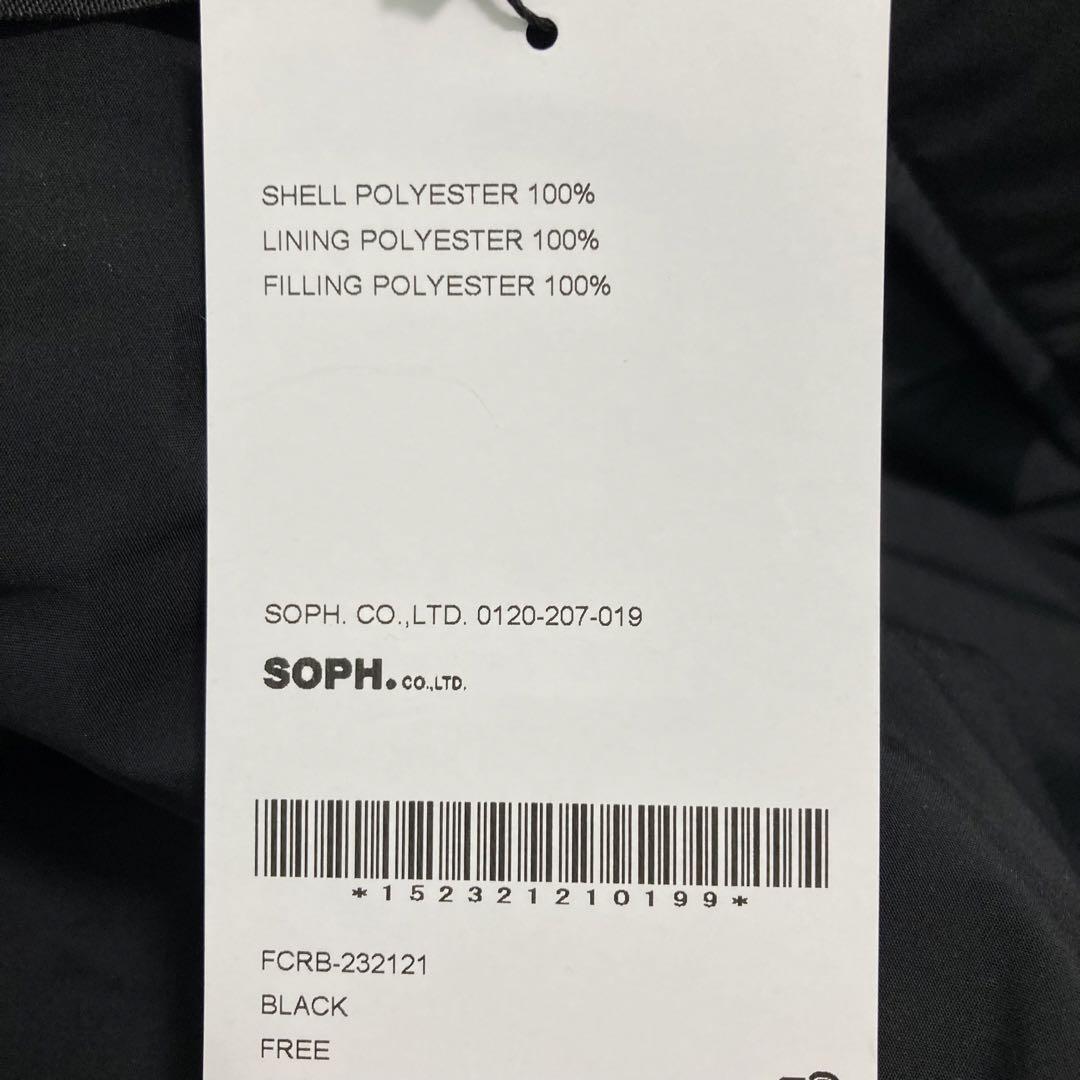 SHELL POLYESTER 100%
LINING POLYESTER 100%
FILLING POLYESTER 100%
SOPH. CO.,LTD. 0120-207-019
SOPH. CO.,LTD.
*152321210199*
FCRB-232121
BLACK
FREE